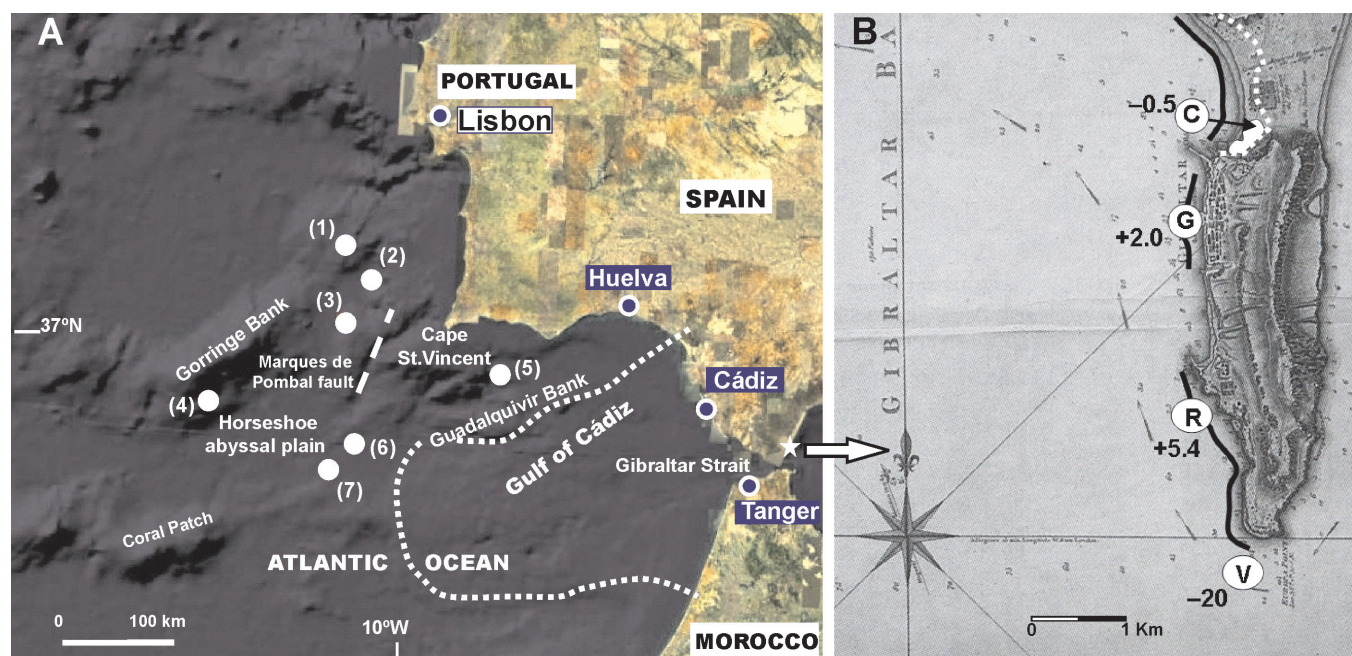 A
PORTUGAL
Lisbon
SPAIN
(1)
(2)
(3)
Huelva
37ºN
Gorringe Bank
Cape
St.Vincent
Marques de
Pombal fault
(5)
(4)
Guadalquivir Bank
Cádiz
Horseshoe
abyssal plain
(6)
Gulf of Cádiz
Gibraltar Strait
(7)
Tanger
Coral Patch
ATLANTIC OCEAN
0 100 km
10ºW
MOROCCO
B
GIBRALTAR BA
–0.5
C
TAR
G
+2.0
R
+5.4
V
–20
0 1 Km